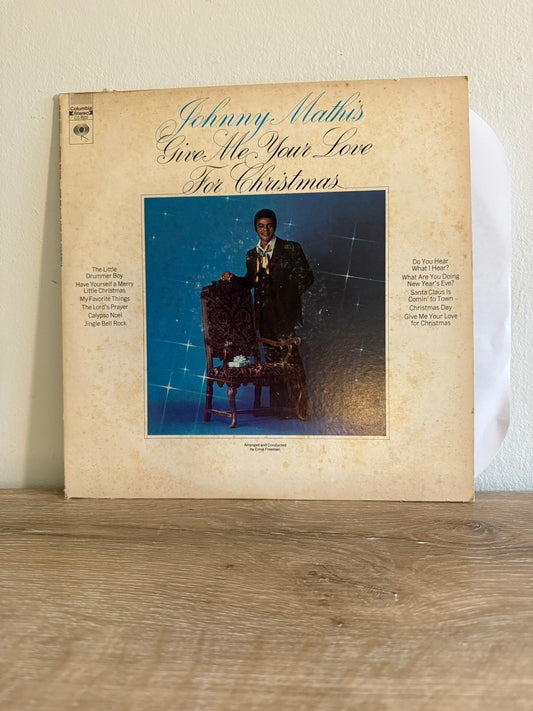 Columbia
Stereo
Johnny Mathis
Give Me Your Love
For Christmas
The Little
Drummer Boy
Have Yourself a Merry
Little Christmas
My Favorite Things
The Lord's Prayer
Calypso Noel
Jingle Bell Rock
Do You Hear
What I Hear?
What Are You Doing
New Year's Eve?
Santa Claus Is
Comin' to Town
Christmas Day
Give Me Your Love
for Christmas
Arranged and Conducted
by Ernie Freeman